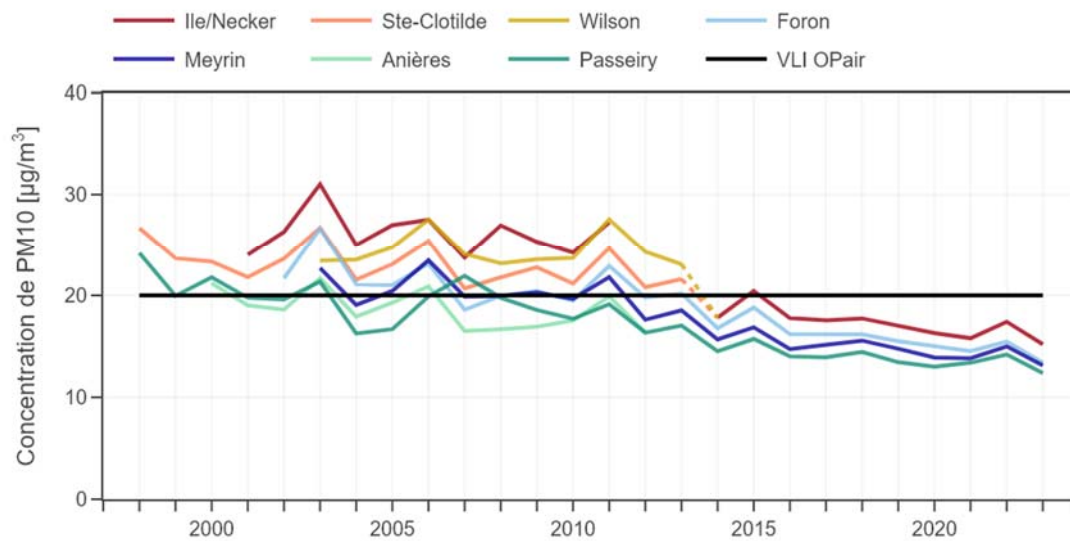 Ile/Necker Ste-Clotilde Wilson Foron
Meyrin Anières Passeiry VLI OPair
Concentration de PM10 [µg/m³]
40
30
20
10
0
2000 2005 2010 2015 2020